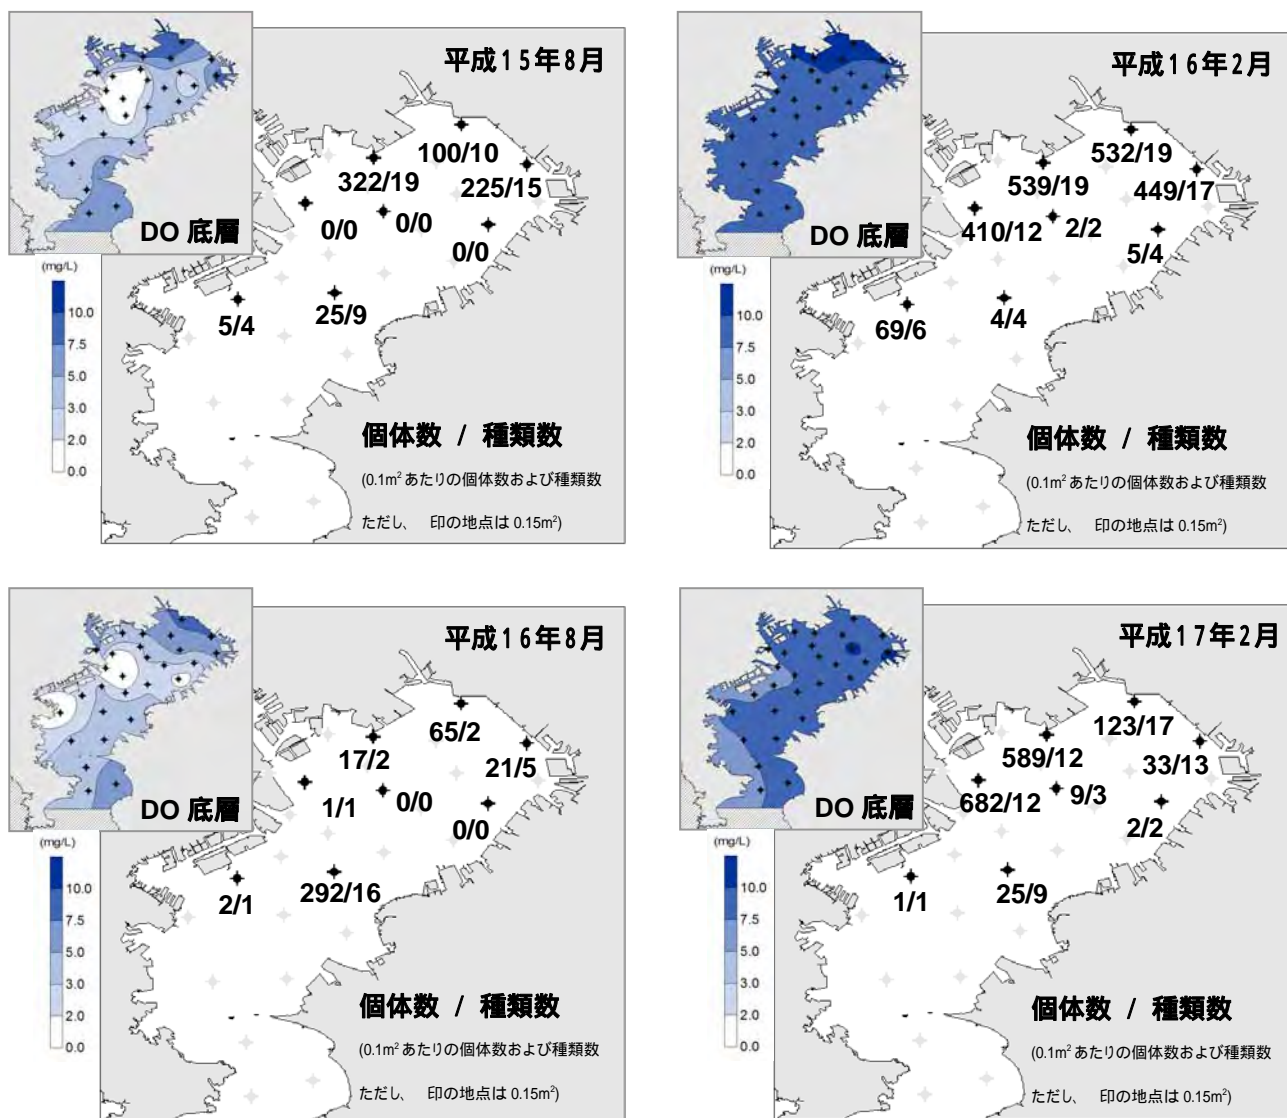 平成15年8月
DO 底層
(mg/L)
10.0
7.5
5.0
3.0
2.0
0.0
100/10
322/19
225/15
0/0
0/0
0/0
5/4
25/9
個体数 / 種類数
(0.1m²あたりの個体数および種類数
ただし、 印の地点は0.15m²)
平成16年2月
DO 底層
(mg/L)
10.0
7.5
5.0
3.0
2.0
0.0
532/19
539/19
449/17
410/12
2/2
5/4
69/6
4/4
個体数 / 種類数
(0.1m²あたりの個体数および種類数
ただし、 印の地点は0.15m²)
平成16年8月
DO 底層
(mg/L)
10.0
7.5
5.0
3.0
2.0
0.0
65/2
17/2
21/5
1/1
0/0
0/0
2/1
292/16
個体数 / 種類数
(0.1m²あたりの個体数および種類数
ただし、 印の地点は0.15m²)
平成17年2月
DO 底層
(mg/L)
10.0
7.5
5.0
3.0
2.0
0.0
123/17
589/12
33/13
682/12
9/3
2/2
1/1
25/9
個体数 / 種類数
(0.1m²あたりの個体数および種類数
ただし、 印の地点は0.15m²)